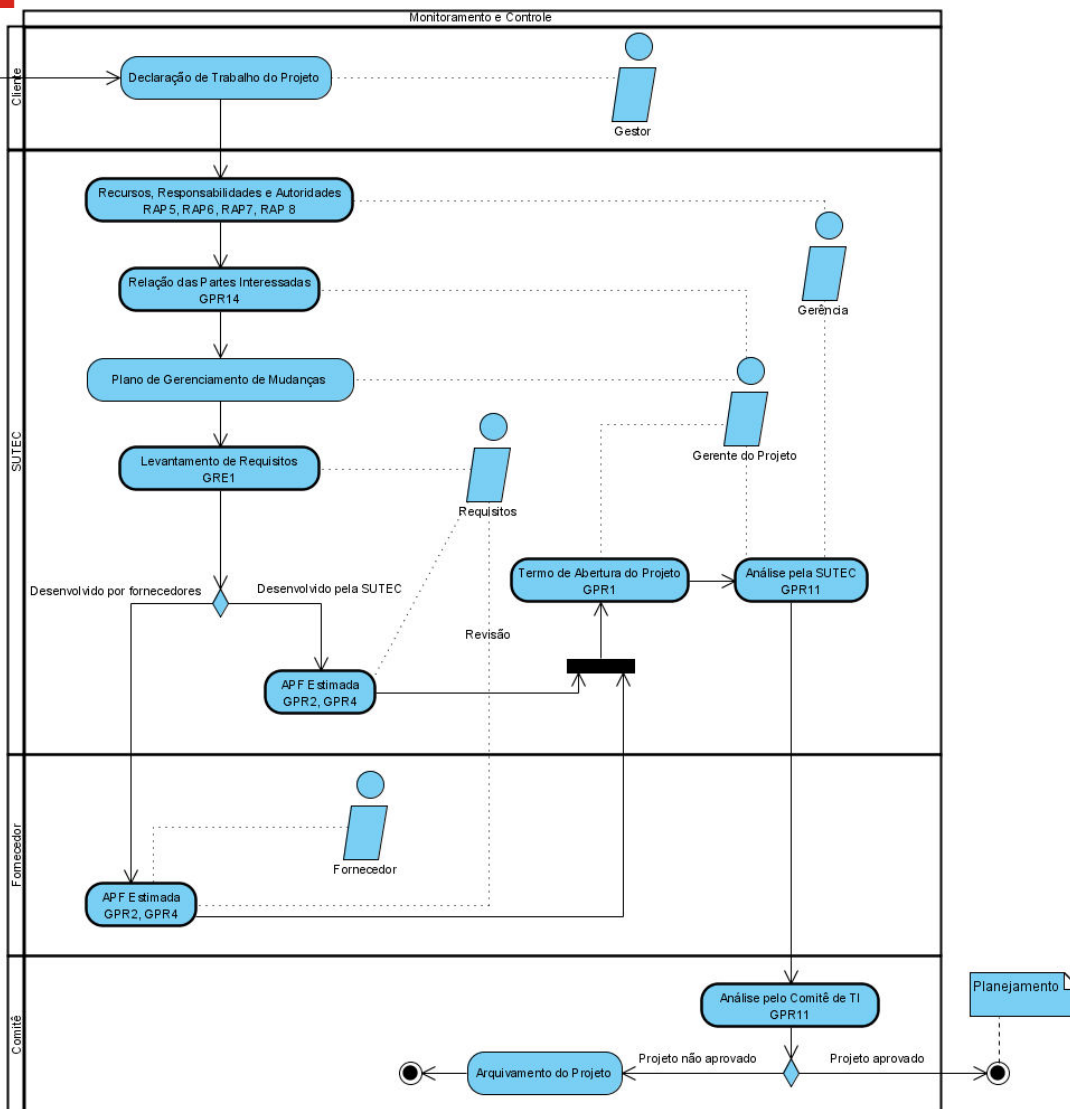 Monitoramento e Controle
Cliente
Declaração de Trabalho do Projeto
Gestor
SUTEC
Recursos, Responsabilidades e Autoridades
RAP5, RAP6, RAP7, RAP 8
Gerência
Relação das Partes Interessadas
GPR14
Plano de Gerenciamento de Mudanças
Gerente do Projeto
Levantamento de Requisitos
GRE1
Requisitos
Desenvolvido por fornecedores
Desenvolvido pela SUTEC
Termo de Abertura do Projeto
GPR1
Análise pela SUTEC
GPR11
Revisão
APF Estimada
GPR2, GPR4
Fornecedor
Fornecedor
APF Estimada
GPR2, GPR4
Comitê
Análise pelo Comitê de TI
GPR11
Planejamento
Projeto não aprovado
Projeto aprovado
Arquivamento do Projeto